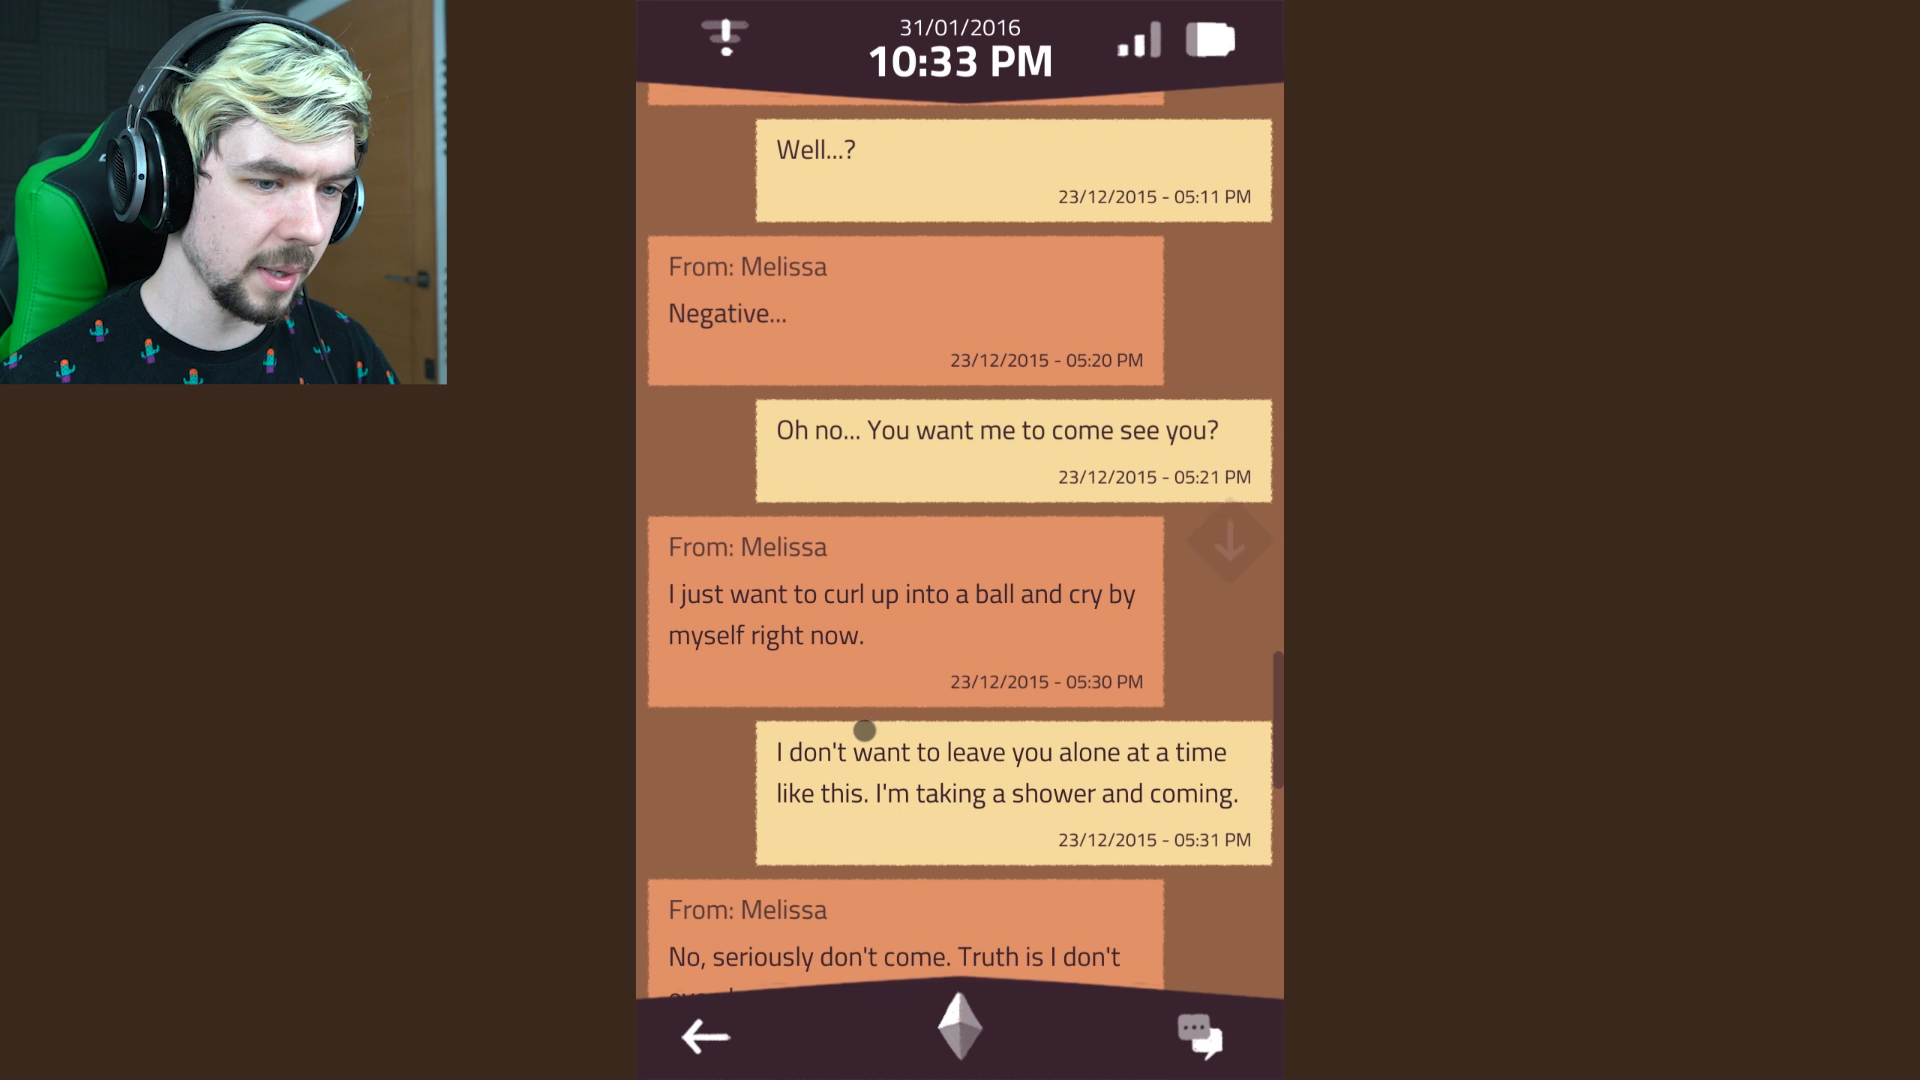 31/01/2016
10:33 PM
Well...?
23/12/2015 - 05:11 PM
From: Melissa
Negative...
23/12/2015 - 05:20 PM
Oh no... You want me to come see you?
23/12/2015 - 05:21 PM
From: Melissa
I just want to curl up into a ball and cry by
myself right now.
23/12/2015 - 05:30 PM
I don't want to leave you alone at a time
like this. I'm taking a shower and coming.
23/12/2015 - 05:31 PM
From: Melissa
No, seriously don't come. Truth is I don't